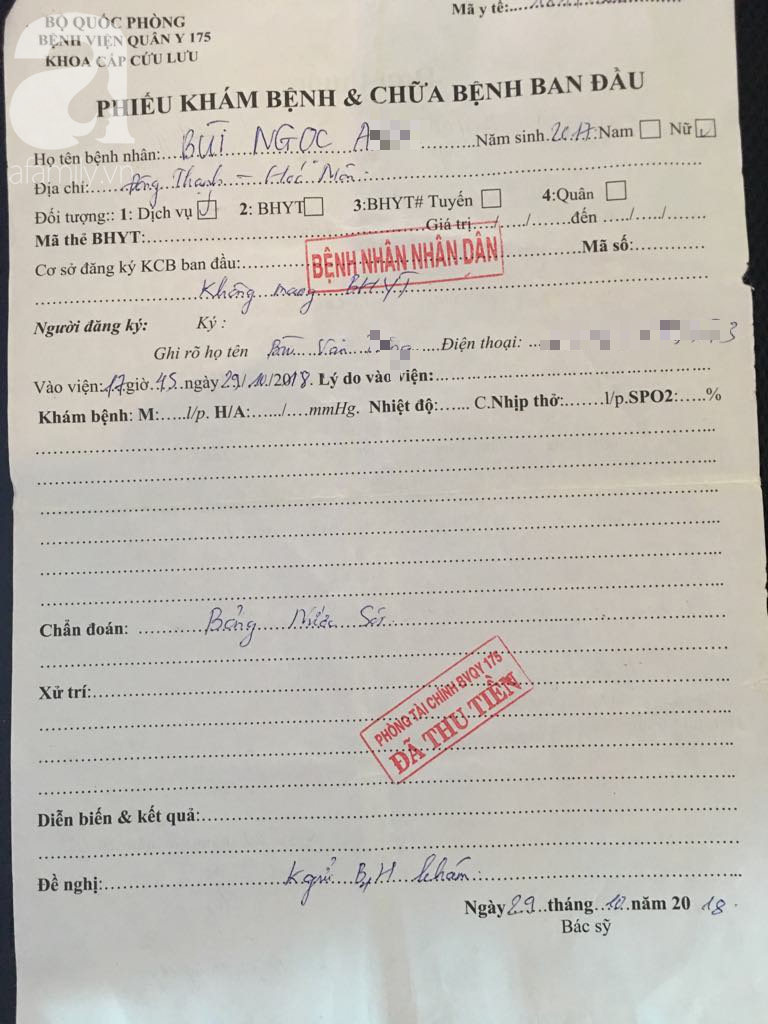 BỘ QUỐC PHÒNG
BỆNH VIỆN QUÂN Y 175
KHOA CẤP CỨU LƯU
Mã y tế:
PHIẾU KHÁM BỆNH & CHỮA BỆNH BAN ĐẦU
Họ tên bệnh nhân: BÙI NGỌC A Năm sinh 2017 Nam Nữ
afamily.vn
Địa chỉ: Đông Thạnh - Hóc Môn
Đối tượng:: 1: Dịch vụ 2: BHYT 3:BHYT# Tuyến 4:Quân
Mã thẻ BHYT: Giá trị ...../...../......đến ...../...../......
Cơ sở đăng ký KCB ban đầu: Mã số:
BỆNH NHÂN NHÂN DÂN
Không mang BHYT
Người đăng ký: Ký :
Ghi rõ họ tên Bùi Văn Điện thoại: 3
Vào viện: 17 giờ 45 ngày 29/10/2018. Lý do vào viện:
Khám bệnh: M:.....l/p. H/A:....../....mmHg. Nhiệt độ:...... C.Nhịp thở:.......l/p.SPO2:.....%
Chẩn đoán: Bỏng Nước Sôi
Xử trí:
PHÒNG TÀI CHÍNH BVQY 175
ĐÃ THU TIỀN
Diễn biến & kết quả:
Đề nghị: khám
Ngày 29 tháng 10 năm 20 18
Bác sỹ